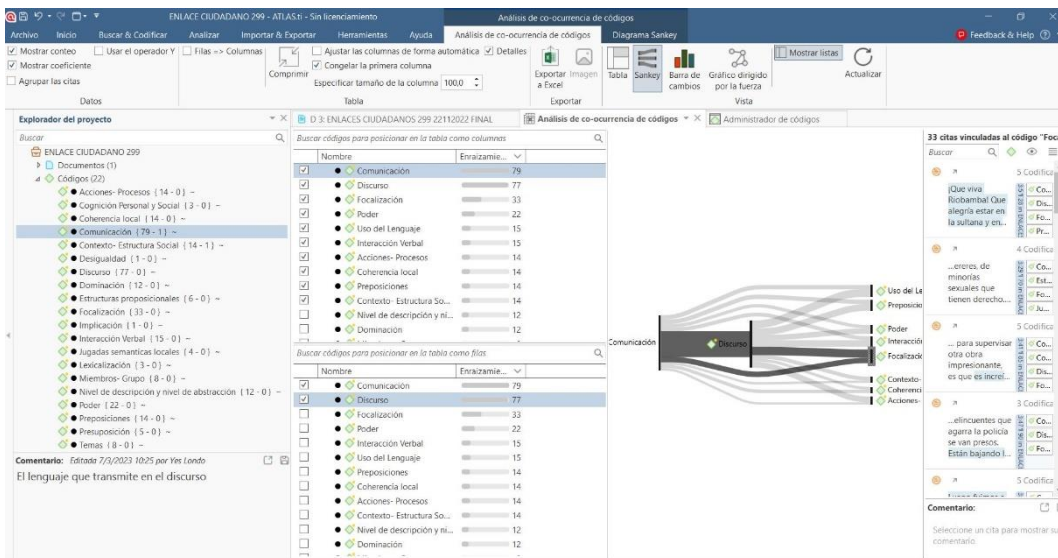 ENLACE CIUDADANO 299 - ATLAS.ti - Sin licenciamiento
Análisis de co-ocurrencia de códigos
Archivo Inicio Buscar & Codificar Analizar Importar & Exportar Herramientas Ayuda Análisis de co-ocurrencia de códigos Diagrama Sankey Feedback & Help
Mostrar conteo Usar el operador Y Filas => Columnas
Mostrar coeficiente
Agrupar las citas
Datos
Comprimir
Ajustar las columnas de forma automática Detalles
Congelar la primera columna
Especificar tamaño de la columna 100,0
Tabla
Exportar a Excel
Imagen
Exportar
Tabla
Sankey
Barra de cambios
Gráfico dirigido por la fuerza
Mostrar listas
Actualizar
Vista
Explorador del proyecto
D 3: ENLACES CIUDADANOS 299 22112022 FINAL
Análisis de co-ocurrencia de códigos
Administrador de códigos
Buscar
ENLACE CIUDADANO 299
Documentos (1)
Códigos (22)
Acciones- Procesos {14 - 0} ~
Cognición Personal y Social {3 - 0} ~
Coherencia local {14 - 0} ~
Comunicación {79 - 1} ~
Contexto- Estructura Social {14 - 1} ~
Desigualdad {1 - 0} ~
Discurso {77 - 0} ~
Dominación {12 - 0} ~
Estructuras proposicionales {6 - 0} ~
Focalización {33 - 0} ~
Implicación {1 - 0} ~
Interacción Verbal {15 - 0} ~
Jugadas semanticas locales {4 - 0} ~
Lexicalización {3 - 0} ~
Miembros- Grupo {8 - 0} ~
Nivel de descripción y nivel de abstracción {12 - 0} ~
Poder {22 - 0} ~
Preposiciones {14 - 0} ~
Presuposición {5 - 0} ~
Temas {8 - 0} ~
Comentario: Editada 7/3/2023 10:25 por Yes Londo
El lenguaje que transmite en el discurso
Buscar códigos para posicionar en la tabla como columnas
Nombre Enraizamie...
Comunicación 79
Discurso 77
Focalización 33
Poder 22
Uso del Lenguaje 15
Interacción Verbal 15
Acciones- Procesos 14
Coherencia local 14
Preposiciones 14
Contexto- Estructura So... 14
Nivel de descripción y ni... 12
Dominación 12
Buscar códigos para posicionar en la tabla como filas
Nombre Enraizamie...
Comunicación 79
Discurso 77
Focalización 33
Poder 22
Interacción Verbal 15
Uso del Lenguaje 15
Preposiciones 14
Coherencia local 14
Acciones- Procesos 14
Contexto- Estructura So... 14
Nivel de descripción y ni... 12
Dominación 12
Comunicación
Discurso
Uso del Le
Preposicio
Poder
Interacció
Focalizació
Contexto-
Coherenci
Acciones-
33 citas vinculadas al código "Foca
Buscar
5 Codifica
¡Que viva
Riobamba! Que
alegría estar en
la sultana y en...
Co...
Dis...
Fo...
Pr...
4 Codifica
...ereres, de
minorías
sexuales que
tienen derecho....
Co...
Est...
Fo...
Ju...
5 Codifica
... para supervisar
otra obra
impresionante,
es que es increí...
Co...
Co...
Dis...
Fo...
3 Codifica
...elincuentes que
agarra la policía
se van presos.
Están bajando l...
Co...
Dis...
Fo...
5 Codifica
Comentario:
Seleccione un cita para mostrar su
comentario